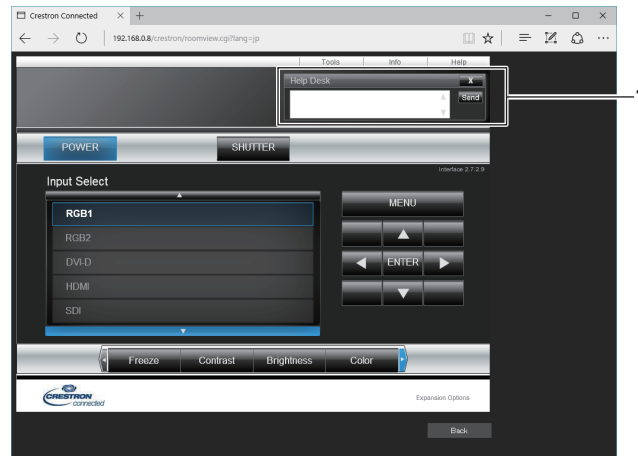 Crestron Connected
192.168.0.8/crestron/roomview.cgi?lang=jp
Tools Info Help
Help Desk X
Send
POWER SHUTTER
Interface 2.7.2.9
Input Select
MENU
RGB1
RGB2
DVI-D
ENTER
HDMI
SDI
Freeze Contrast Brightness Color
CRESTRON
connected
Expansion Options
Back